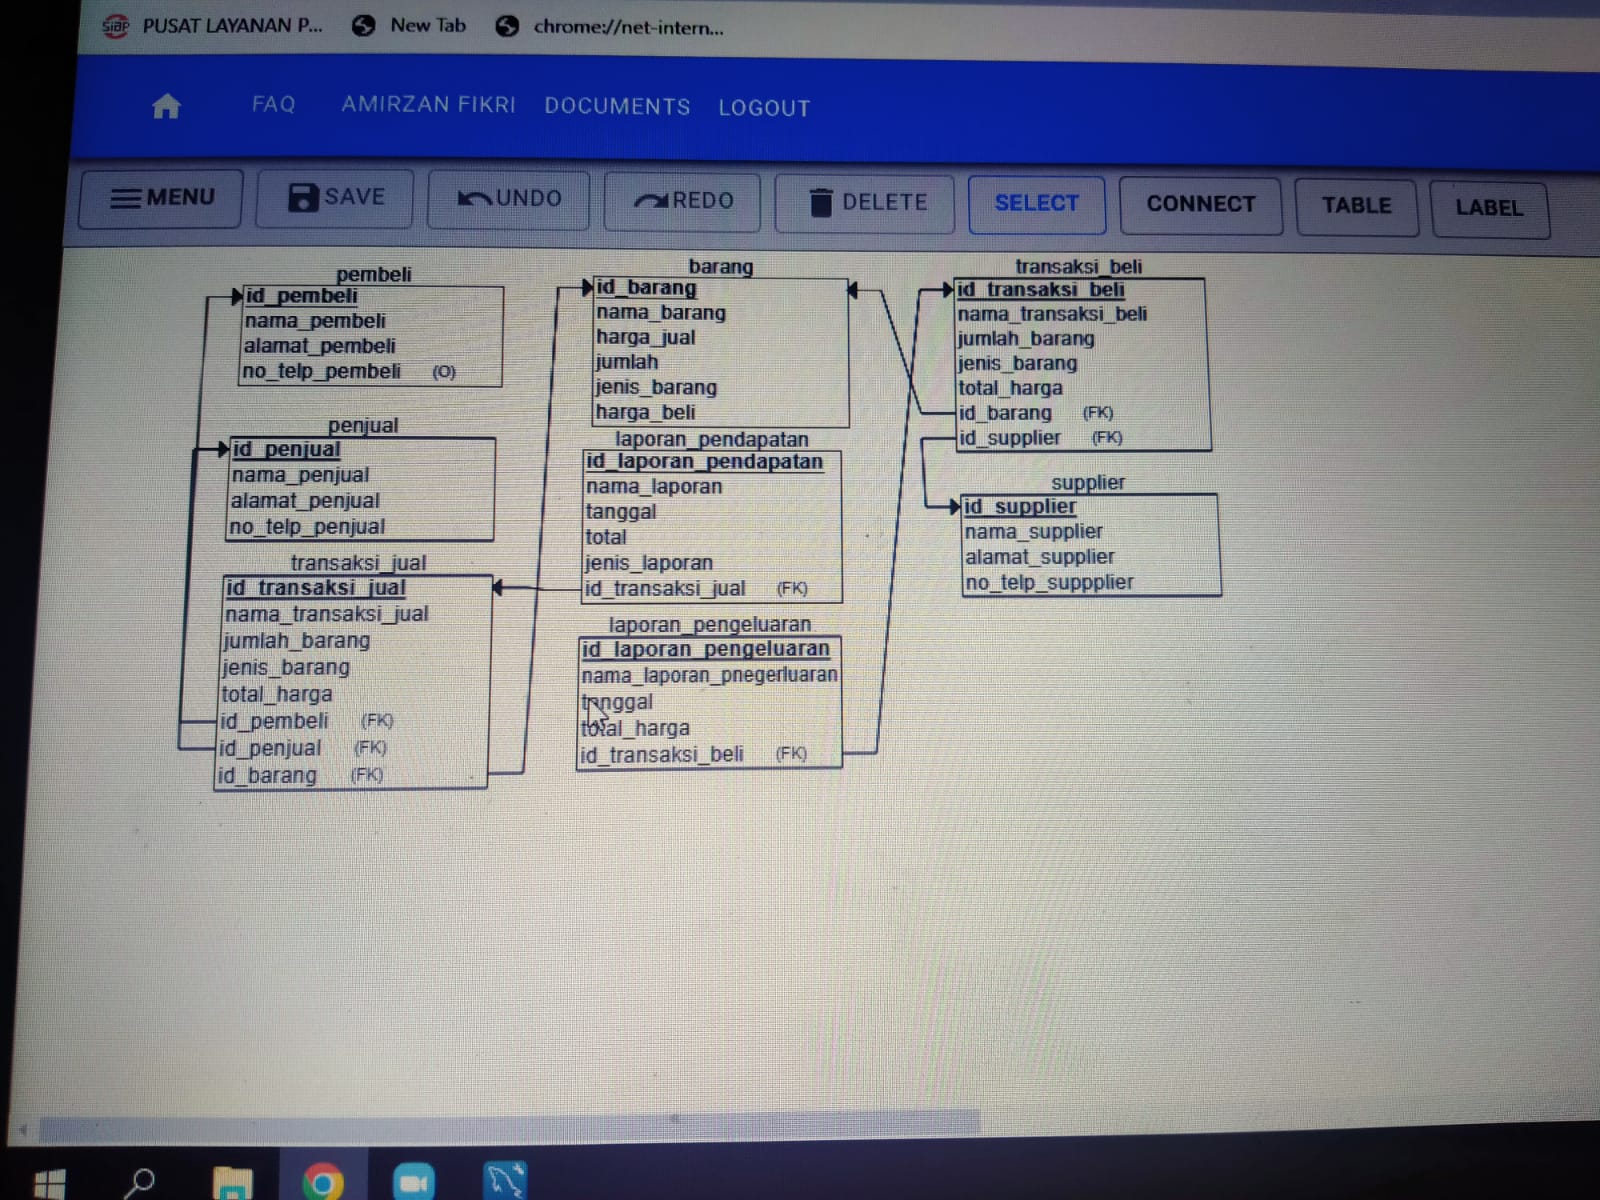 siap PUSAT LAYANAN P... New Tab chrome://net-intern...
FAQ AMIRZAN FIKRI DOCUMENTS LOGOUT
MENU SAVE UNDO REDO DELETE SELECT CONNECT TABLE LABEL
pembeli
id_pembeli
nama_pembeli
alamat_pembeli
no_telp_pembeli (O)
penjual
id_penjual
nama_penjual
alamat_penjual
no_telp_penjual
transaksi_jual
id_transaksi_jual
nama_transaksi_jual
jumlah_barang
jenis_barang
total_harga
id_pembeli (FK)
id_penjual (FK)
id_barang (FK)
barang
id_barang
nama_barang
harga_jual
jumlah
jenis_barang
harga_beli
laporan_pendapatan
id_laporan_pendapatan
nama_laporan
tanggal
total
jenis_laporan
id_transaksi_jual (FK)
laporan_pengeluaran
id_laporan_pengeluaran
nama_laporan_pnegerluaran
tanggal
total_harga
id_transaksi_beli (FK)
transaksi_beli
id_transaksi_beli
nama_transaksi_beli
jumlah_barang
jenis_barang
total_harga
id_barang (FK)
id_supplier (FK)
supplier
id_supplier
nama_supplier
alamat_supplier
no_telp_suppplier